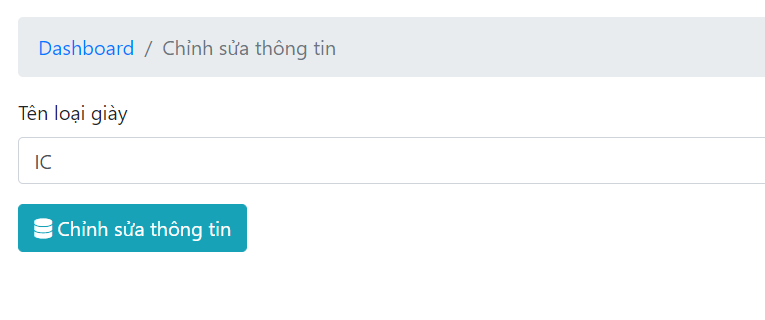 Dashboard / Chỉnh sửa thông tin
Tên loại giày
IC
Chỉnh sửa thông tin